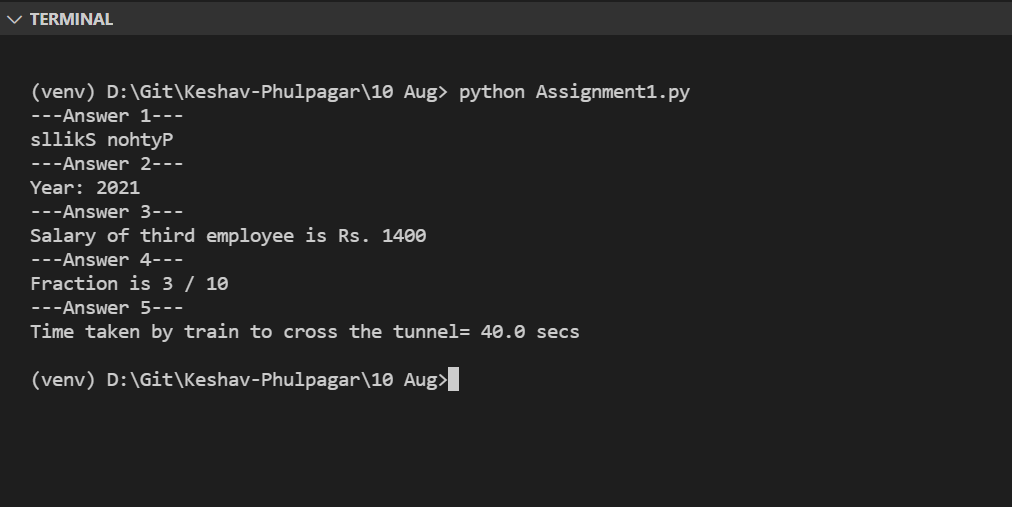 TERMINAL
(venv) D:\Git\Keshav-Phulpagar\10 Aug> python Assignment1.py
---Answer 1---
sllikS nohtyP
---Answer 2---
Year: 2021
---Answer 3---
Salary of third employee is Rs. 1400
---Answer 4---
Fraction is 3 / 10
---Answer 5---
Time taken by train to cross the tunnel= 40.0 secs
(venv) D:\Git\Keshav-Phulpagar\10 Aug>